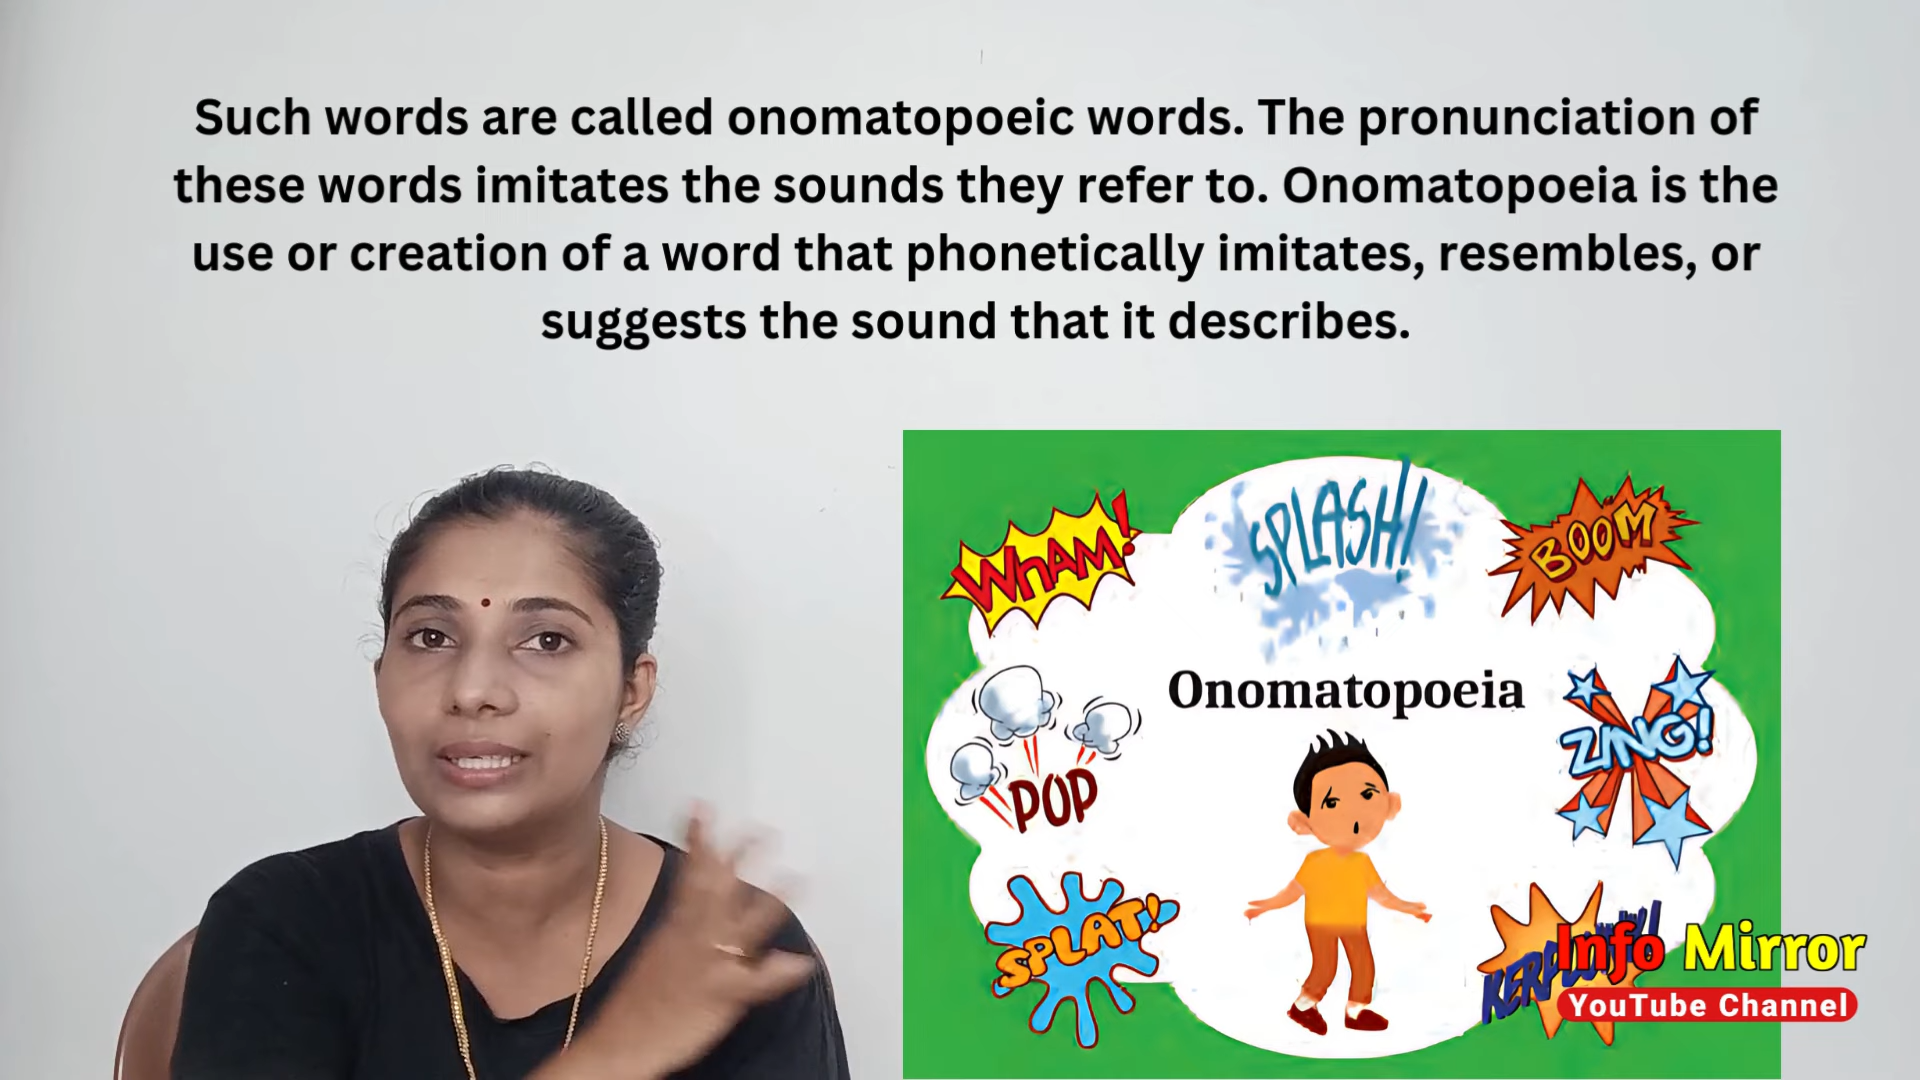 Such words are called onomatopoeic words. The pronunciation of
these words imitates the sounds they refer to. Onomatopoeia is the
use or creation of a word that phonetically imitates, resembles, or
suggests the sound that it describes.
WhAM!
SPLASH!!
BOOM
Onomatopoeia
ZING!
POP
SPLAT!
Info Mirror
YouTube Channel